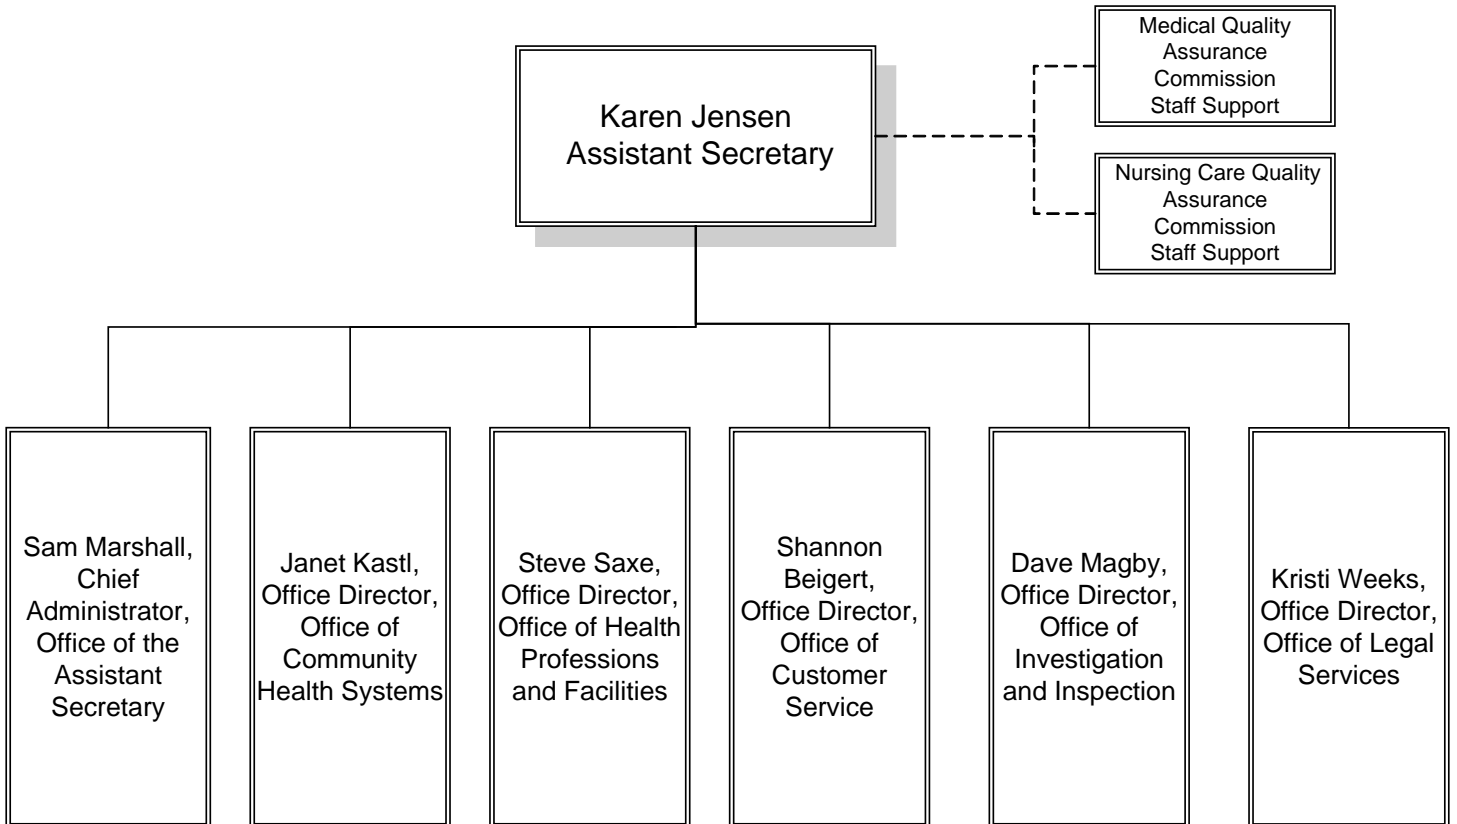 Karen Jensen
Assistant Secretary
Medical Quality
Assurance
Commission
Staff Support
Nursing Care Quality
Assurance
Commission
Staff Support
Sam Marshall,
Chief
Administrator,
Office of the
Assistant
Secretary
Janet Kastl,
Office Director,
Office of
Community
Health Systems
Steve Saxe,
Office Director,
Office of Health
Professions
and Facilities
Shannon
Beigert,
Office Director,
Office of
Customer
Service
Dave Magby,
Office Director,
Office of
Investigation
and Inspection
Kristi Weeks,
Office Director,
Office of Legal
Services